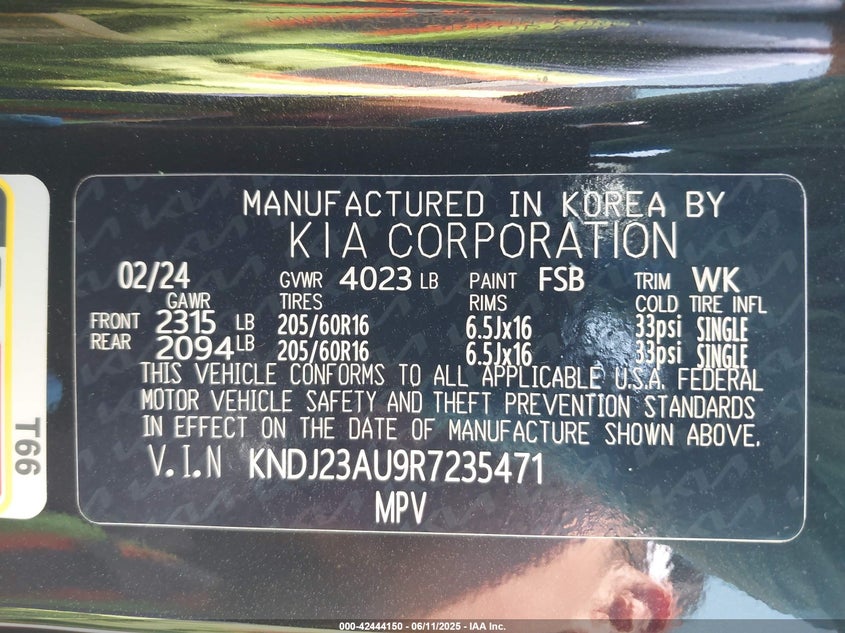 MANUFACTURED IN KOREA BY
KIA CORPORATION
02/24 GVWR 4023 LB PAINT FSB TRIM WK
GAWR TIRES RIMS COLD TIRE INFL
FRONT 2315 LB 205/60R16 6.5Jx16 33psi SINGLE
REAR 2094 LB 205/60R16 6.5Jx16 33psi SINGLE
THIS VEHICLE CONFORMS TO ALL APPLICABLE U.S.A. FEDERAL
MOTOR VEHICLE SAFETY AND THEFT PREVENTION STANDARDS
IN EFFECT ON THE DATE OF MANUFACTURE SHOWN ABOVE.
V.I.N KNDJ23AU9R7235471
MPV
T66
000-42444150 - 06/11/2025 - IAA Inc.